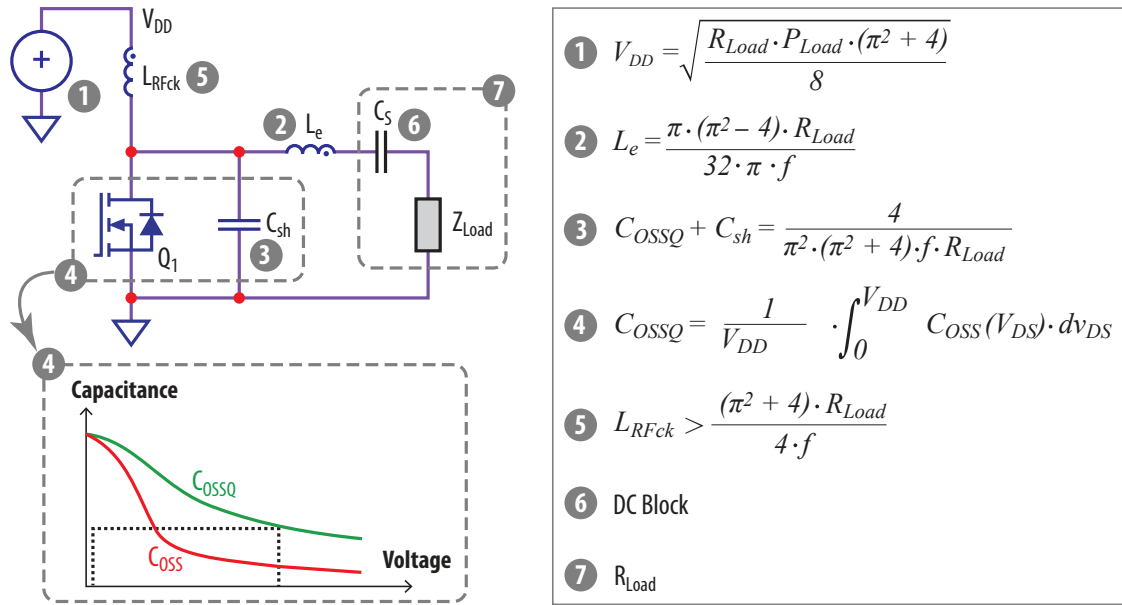 V_DD
+
1
L_RFck 5
2 L_e
C_S 6
7
Q_1
C_sh
3
Z_Load
4
4
Capacitance
C_OSSQ
C_OSS
Voltage
1 V_DD = √(R_Load · P_Load · (π² + 4) / 8)
2 L_e = π · (π² – 4) · R_Load / 32 · π · f
3 C_OSSQ + C_sh = 4 / π² · (π² + 4) · f · R_Load
4 C_OSSQ = 1 / V_DD · ∫_0^V_DD C_OSS (V_DS) · dv_DS
5 L_RFck > (π² + 4) · R_Load / 4 · f
6 DC Block
7 R_Load